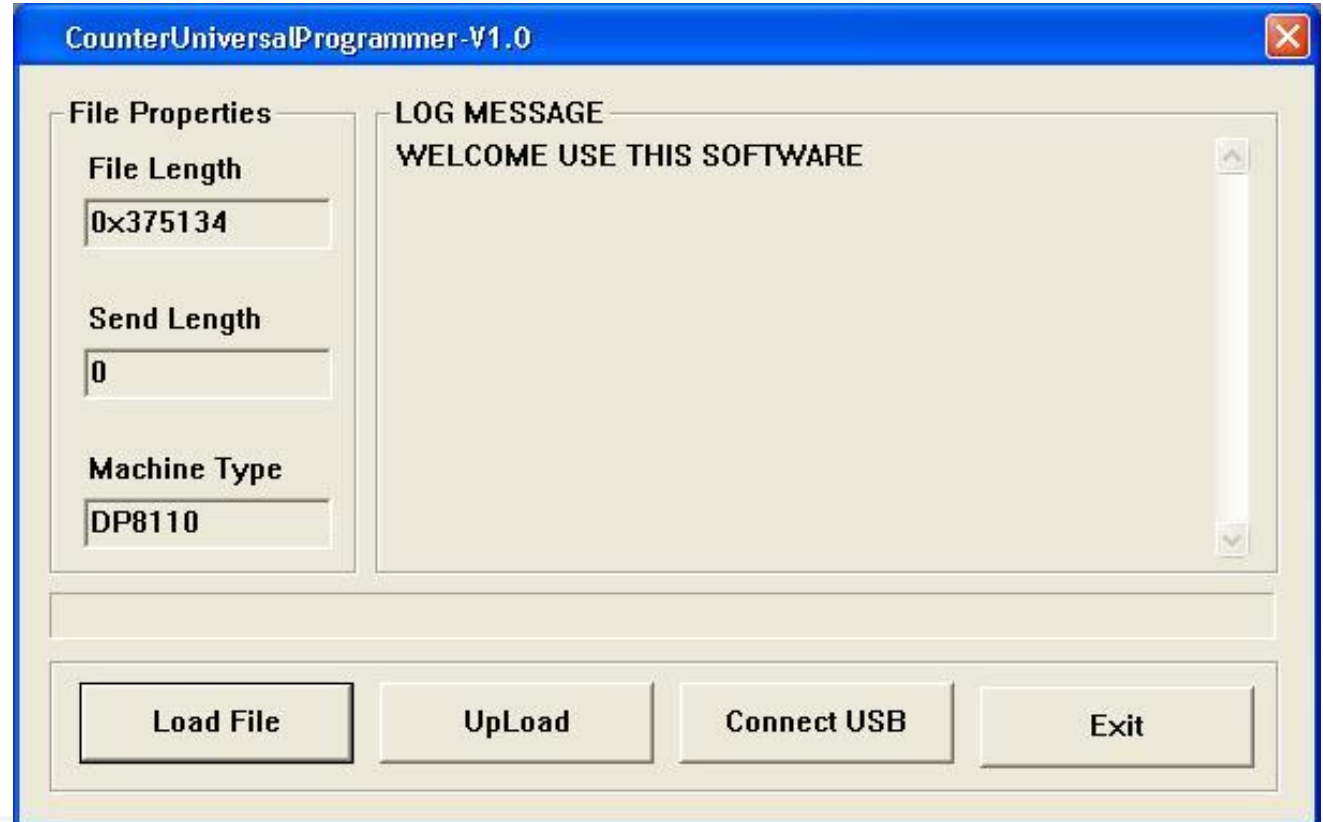 CounterUniversalProgrammer-V1.0
File Properties
File Length
0x375134
Send Length
0
Machine Type
DP8110
LOG MESSAGE
WELCOME USE THIS SOFTWARE
Load File
UpLoad
Connect USB
Exit